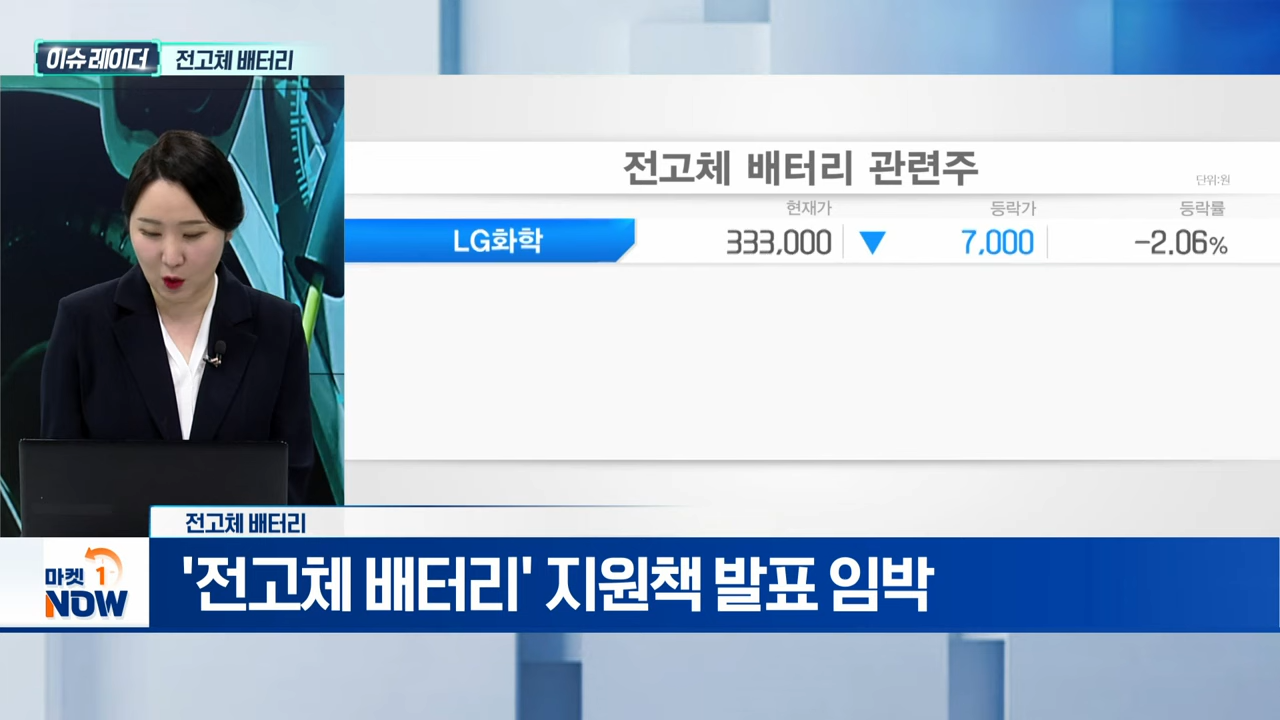 이슈 레이더 전고체 배터리
전고체 배터리 관련주
단위:원
현재가 등락가 등락률
LG화학 333,000 ▼ 7,000 -2.06%
전고체 배터리
마켓 1
NOW
'전고체 배터리' 지원책 발표 임박